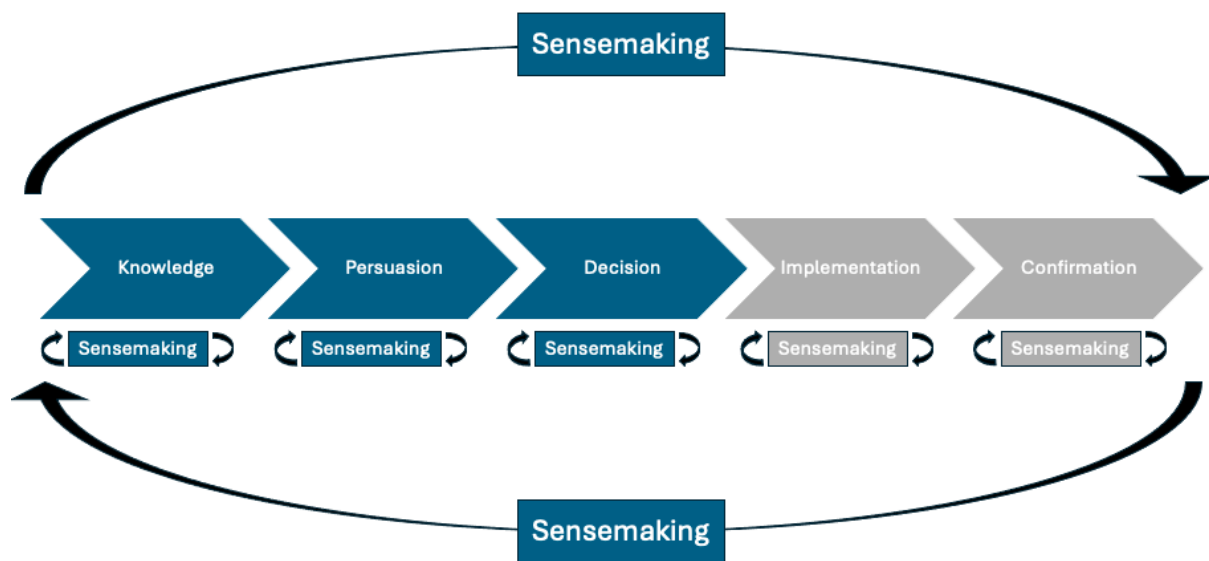 Sensemaking
Knowledge
Persuasion
Decision
Implementation
Confirmation
Sensemaking
Sensemaking
Sensemaking
Sensemaking
Sensemaking
Sensemaking